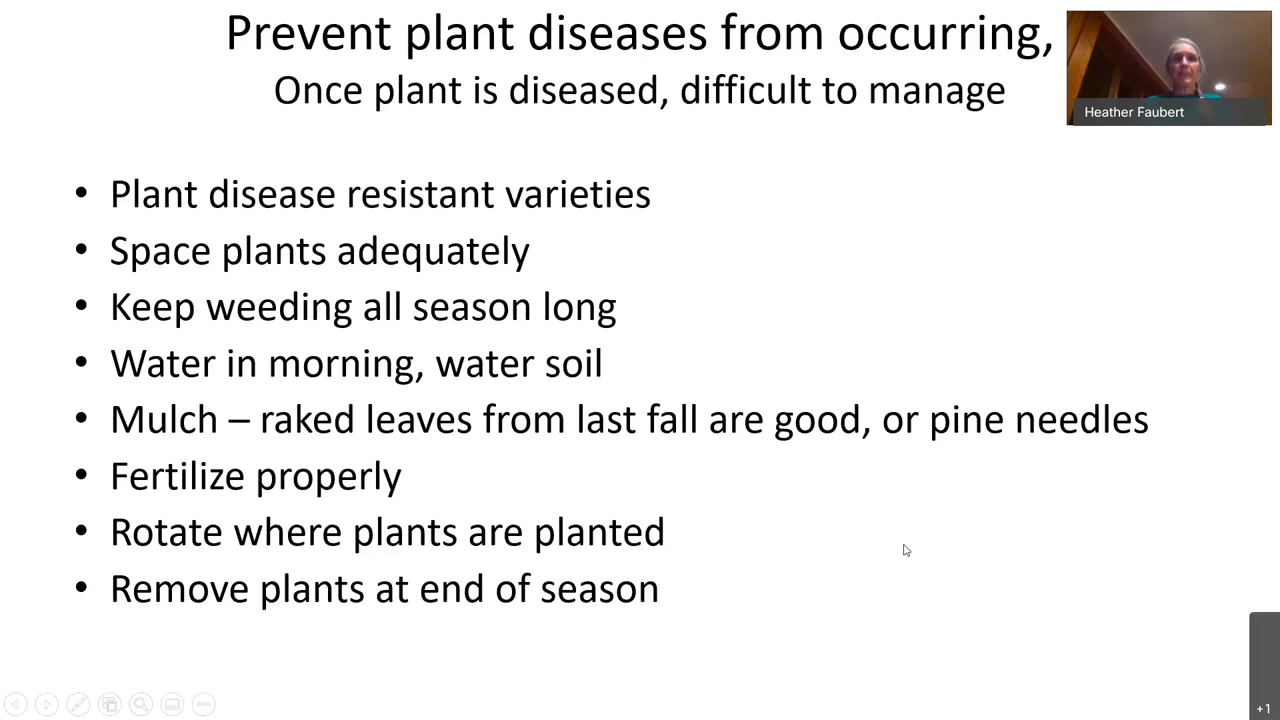 Prevent plant diseases from occurring,
Once plant is diseased, difficult to manage
Heather Faubert
• Plant disease resistant varieties
• Space plants adequately
• Keep weeding all season long
• Water in morning, water soil
• Mulch – raked leaves from last fall are good, or pine needles
• Fertilize properly
• Rotate where plants are planted
• Remove plants at end of season
+1